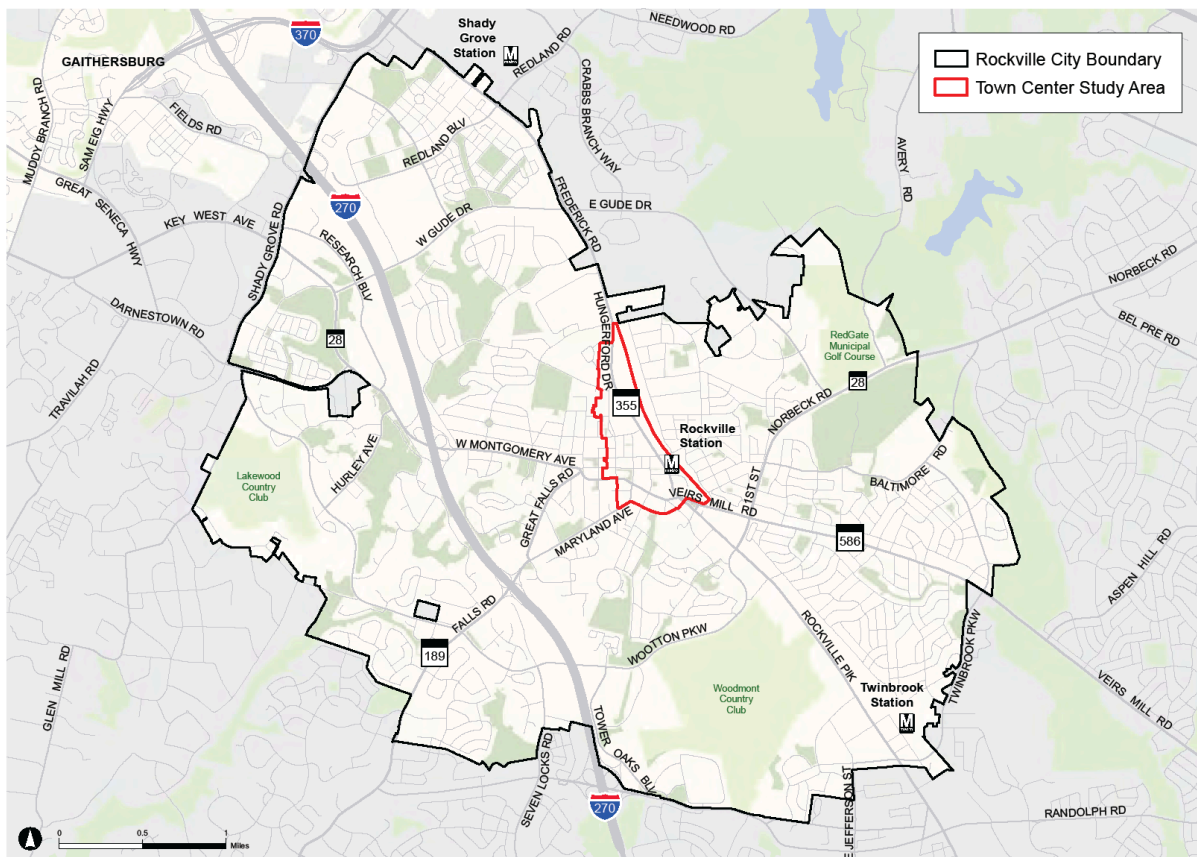 370
Shady
Grove
Station
M
NEEDWOOD RD
Rockville City Boundary
Town Center Study Area
GAITHERSBURG
REDLAND RD
MUDDY BRANCH RD
SAM EIG HWY
FIELDS RD
CRABBS BRANCH WAY
REDLAND BLV
AVERY RD
GREAT SENECA HWY
270
FREDERICK RD
E GUDE DR
KEY WEST AVE
SHADY GROVE RD
RESEARCH BLV
W GUDE DR
NORBECK RD
DARNESTOWN RD
HUNGERFORD DR
BEL PRE RD
28
RedGate
Municipal
Golf Course
28
TRAVILAH RD
355
NORBECK RD
Rockville
Station
M
W MONTGOMERY AVE
HURLEY AVE
Lakewood
Country
Club
BALTIMORE RD
1ST ST
VEIRS MILL RD
GREAT FALLS RD
MARYLAND AVE
586
ASPEN HILL RD
FALLS RD
189
WOOTTON PKW
ROCKVILLE PIK
TWINBROOK PKW
GLEN MILL RD
Woodmont
Country
Club
Twinbrook
Station
M
VEIRS MILL RD
TOWER OAKS BLV
SEVEN LOCKS RD
270
E JEFFERSON ST
RANDOLPH RD
0
0.5
1
Miles